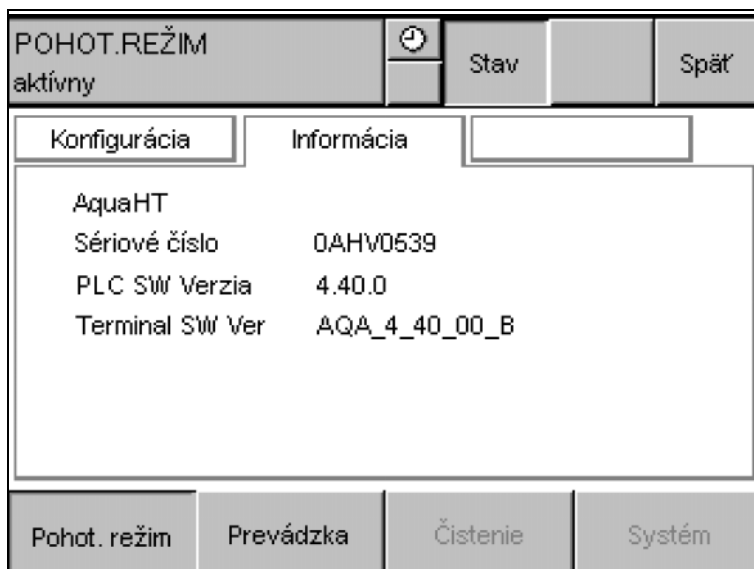 POHOT.REŽIM
aktívny
Stav
Späť
Konfigurácia
Informácia
AquaHT
Sériové číslo 0AHV0539
PLC SW Verzia 4.40.0
Terminal SW Ver AQA_4_40_00_B
Pohot. režim
Prevádzka
Čistenie
Systém